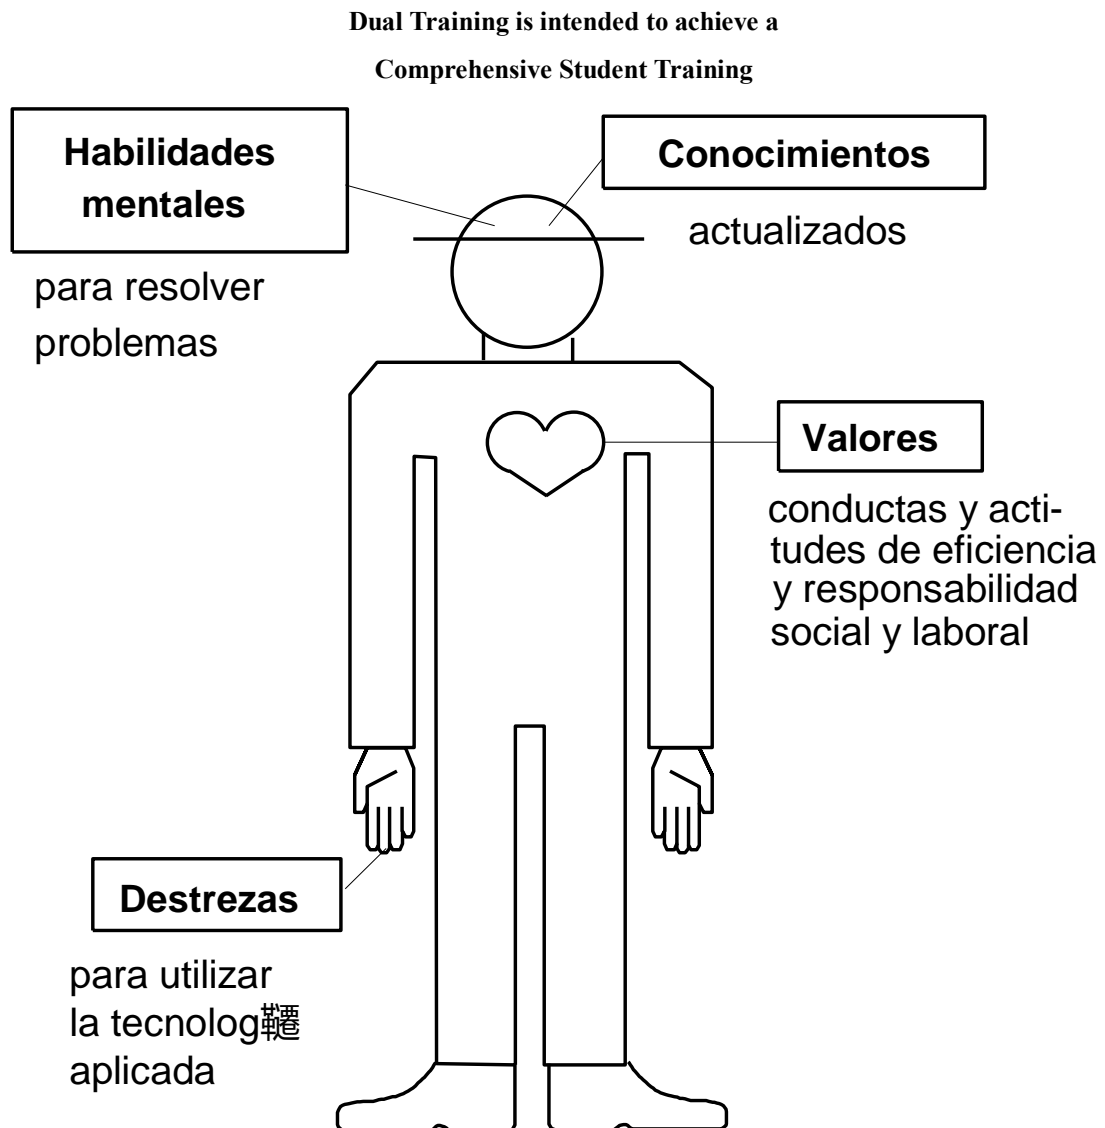 Dual Training is intended to achieve a
Comprehensive Student Training
Habilidades
mentales
para resolver
problemas
Conocimientos
actualizados
Valores
conductas y acti-
tudes de eficiencia
y responsabilidad
social y laboral
Destrezas
para utilizar
la tecnolog韆
aplicada